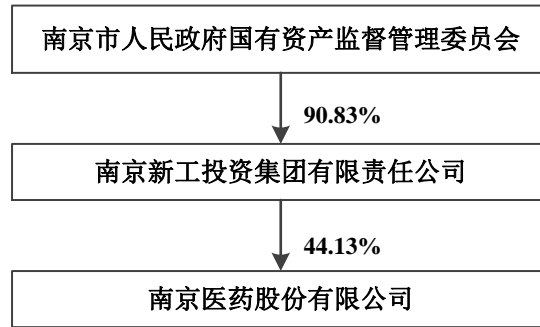 南京市人民政府国有资产监督管理委员会
90.83%
南京新工投资集团有限责任公司
44.13%
南京医药股份有限公司